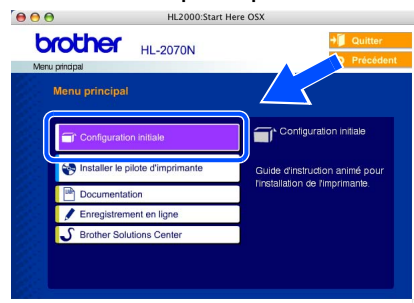 HL2000:Start Here OSX
brother
HL-2070N
Quitter
Précédent
Menu principal
Menu principal
Configuration initiale
Installer le pilote d'imprimante
Documentation
Enregistrement en ligne
Brother Solutions Center
Configuration initiale
Guide d'instruction animé pour
l'installation de l'imprimante.